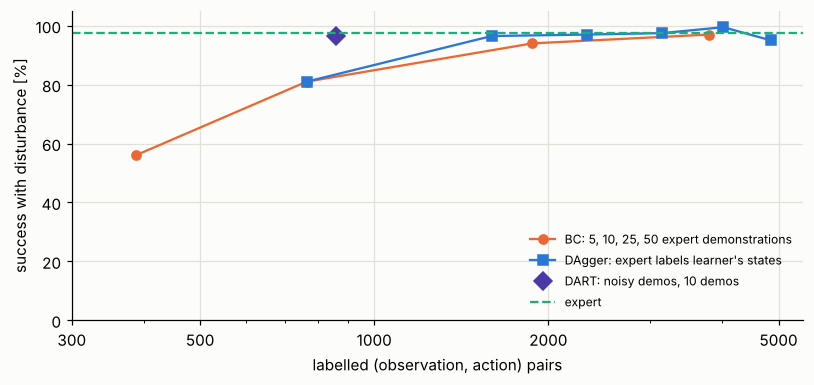 success with disturbance [%]
100
80
60
40
20
0
BC: 5, 10, 25, 50 expert demonstrations
DAgger: expert labels learner's states
DART: noisy demos, 10 demos
expert
300
500
1000
2000
5000
labelled (observation, action) pairs